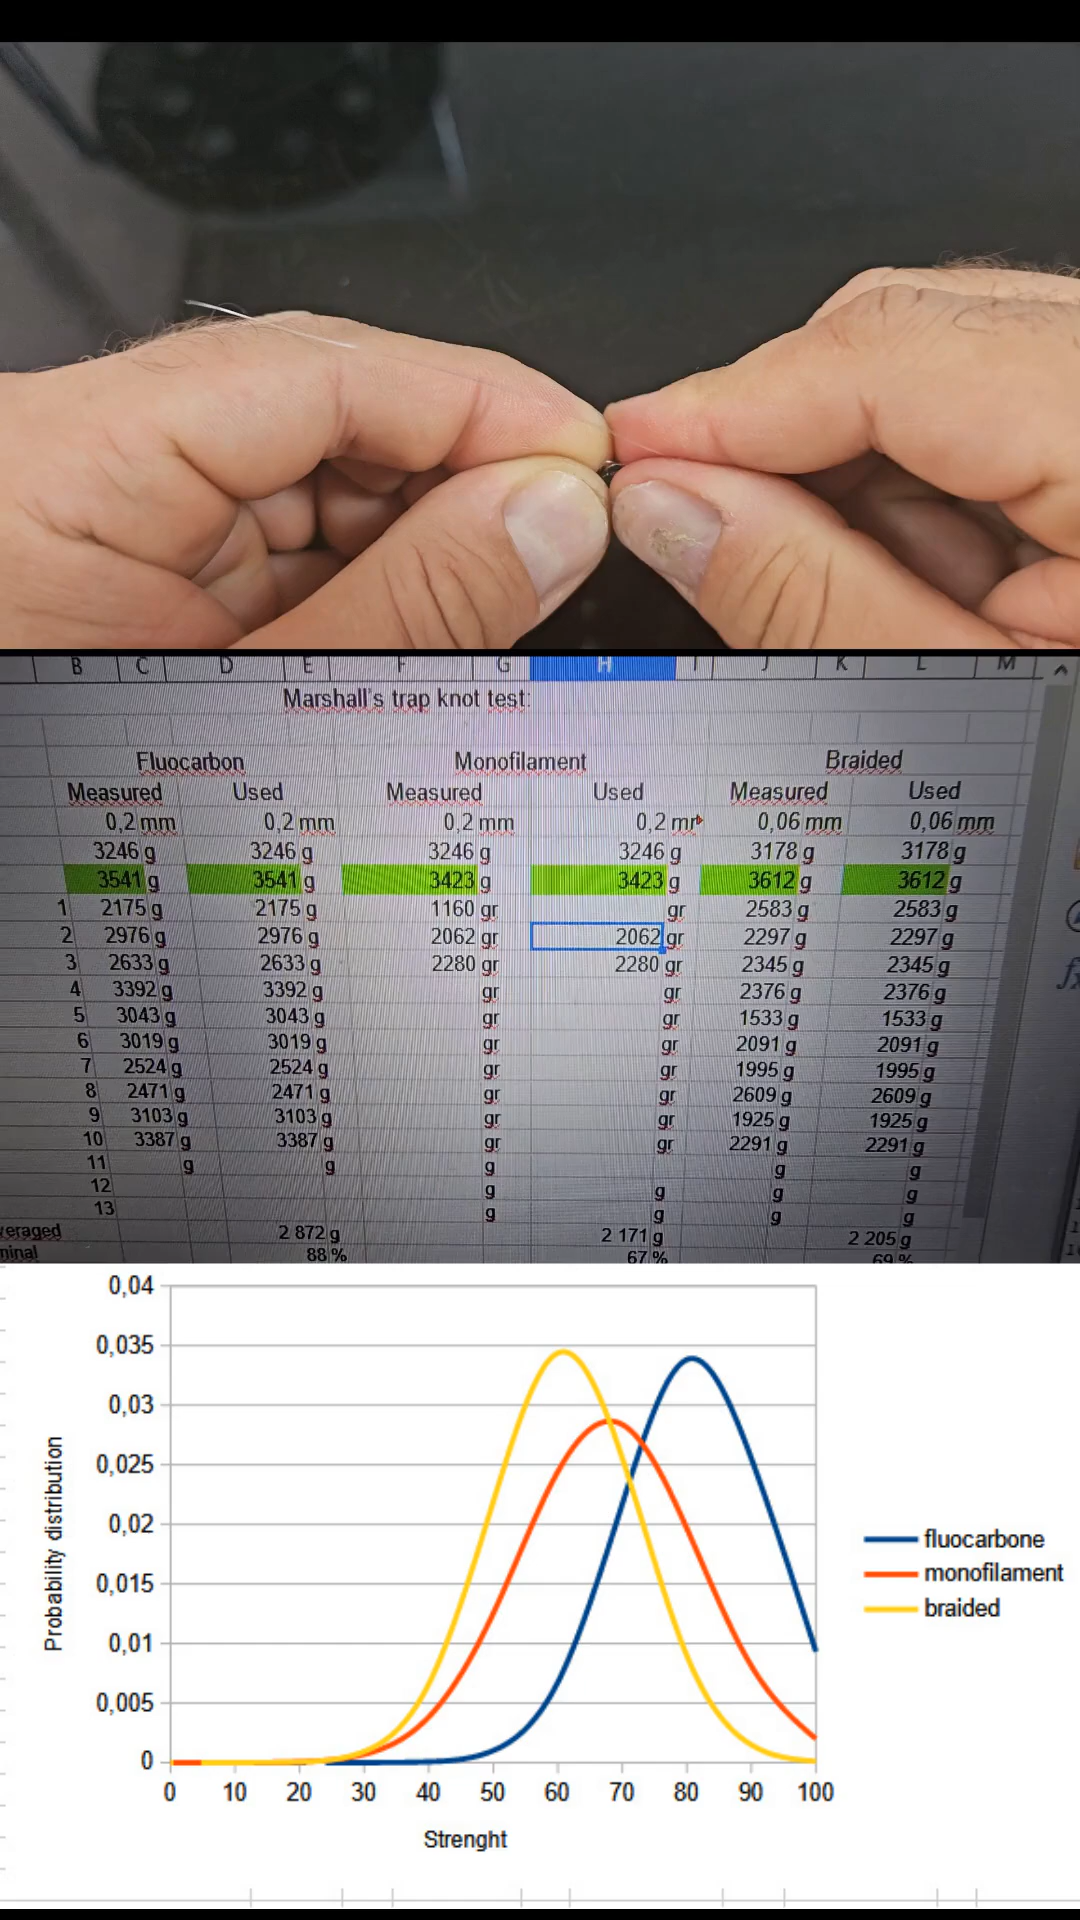 B C D E F G H I J K L M
Marshall's trap knot test:
Fluocarbon Monofilament Braided
Measured Used Measured Used Measured Used
0,2 mm 0,2 mm 0,2 mm 0,2 mr 0,06 mm 0,06 mm
3246 g 3246 g 3246 g 3246 g 3178 g 3178 g
3541 g 3541 g 3423 g 3423 g 3612 g 3612 g
1 2175 g 2175 g 1160 gr gr 2583 g 2583 g
2 2976 g 2976 g 2062 gr 2062 gr 2297 g 2297 g
3 2633 g 2633 g 2280 gr 2280 gr 2345 g 2345 g
4 3392 g 3392 g gr gr 2376 g 2376 g
5 3043 g 3043 g gr gr 1533 g 1533 g
6 3019 g 3019 g gr gr 2091 g 2091 g
7 2524 g 2524 g gr gr 1995 g 1995 g
8 2471 g 2471 g gr gr 2609 g 2609 g
9 3103 g 3103 g gr gr 1925 g 1925 g
10 3387 g 3387 g gr gr 2291 g 2291 g
11 g g g g g
12 g g g g
13 g g g g
veraged 2 872 g 2 171 g 2 205 g
ninal 88 % 67 % 69 %
0,04
0,035
0,03
0,025
0,02
0,015
0,01
0,005
0
Probability distribution
0 10 20 30 40 50 60 70 80 90 100
Strenght
fluocarbone
monofilament
braided